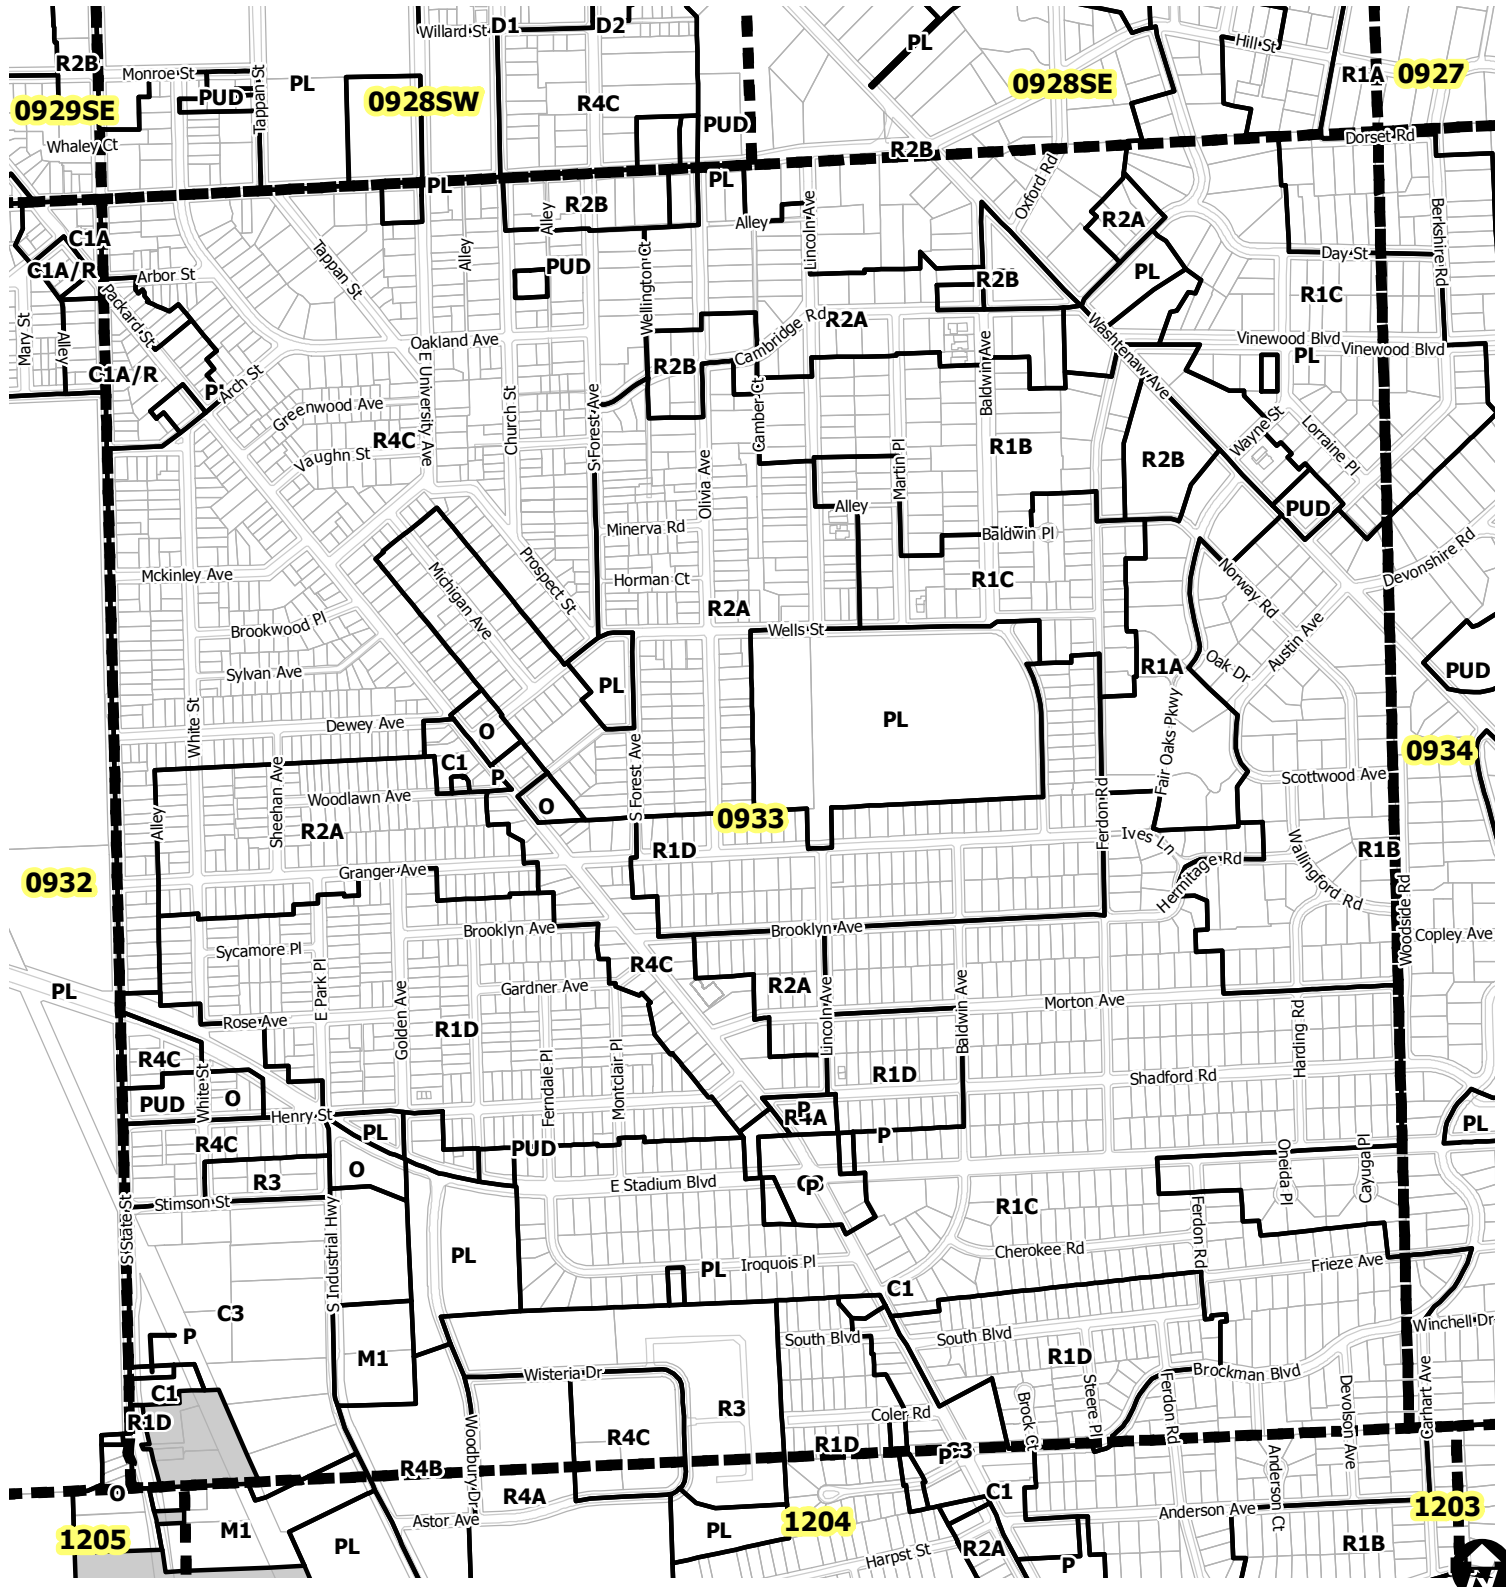 Willard St
D1
D2
PL
Hill St
R2B
Monroe St
Tappan St
PL
PUD
0929SE
0928SW
R4C
PUD
0928SE
R1A
0927
Whaley Ct
Dorset Rd
R2B
PL
PL
R2B
Alley
Alley
Alley
Lincoln Ave
Oxford Rd
R2A
Berkshire Rd
C1A
C1A/R
Arbor St
Tappan St
PUD
Wellington Ct
R2B
PL
Day St
R1C
Packard St
Mary St
Alley
Oakland Ave
R2A
Cambridge Rd
Washtenaw Ave
Vinewood Blvd
Vinewood Blvd
PL
C1A/R
Arch St
E University Ave
Church St
S Forest Ave
R2B
Camber Ct
Baldwin Ave
Greenwood Ave
R4C
Vaughn St
Olivia Ave
Martin Pl
R1B
R2B
Wayne St
Lorraine Pl
Alley
PUD
Minerva Rd
Baldwin Pl
Mckinley Ave
Michigan Ave
Prospect St
Horman Ct
R1C
Norway Rd
Devonshire Rd
R2A
Brookwood Pl
Wells St
Austin Ave
Sylvan Ave
PL
R1A
Oak Dr
PUD
White St
Dewey Ave
O
PL
Fair Oaks Pkwy
0934
C1
P
Sheehan Ave
Woodlawn Ave
O
S Forest Ave
Scottwood Ave
Alley
R2A
0933
Ferdon Rd
Ives Ln
R1D
R1B
0932
Granger Ave
Hermitage Rd
Wallingford Rd
Brooklyn Ave
Brooklyn Ave
Woodside Rd
Copley Ave
Sycamore Pl
R4C
PL
E Park Pl
Gardner Ave
R2A
Baldwin Ave
Morton Ave
Rose Ave
Golden Ave
R1D
Lincoln Ave
Harding Rd
R4C
White St
Ferndale Pl
Montclair Pl
R1D
Shadford Rd
PUD
O
Henry St
P
R4A
PL
PL
R4C
PUD
P
Oneida Pl
Cayuga Pl
R3
O
E Stadium Blvd
P
Stimson St
R1C
S State St
S Industrial Hwy
PL
PL
Iroquois Pl
Cherokee Rd
Ferdon Rd
Frieze Ave
C1
C3
P
South Blvd
South Blvd
Winchell Dr
M1
Wisteria Dr
R1D
Brockman Blvd
C1
R1D
R3
Steere Pl
Ferdon Rd
Devolson Ave
Carhart Ave
Coler Rd
Brock Ct
R4C
R1D
P
R4B
Woodbury Dr
O
R4A
C1
Anderson Ave
Anderson Ct
1203
1205
M1
Astor Ave
PL
1204
PL
Harpst St
R2A
P
R1B
N